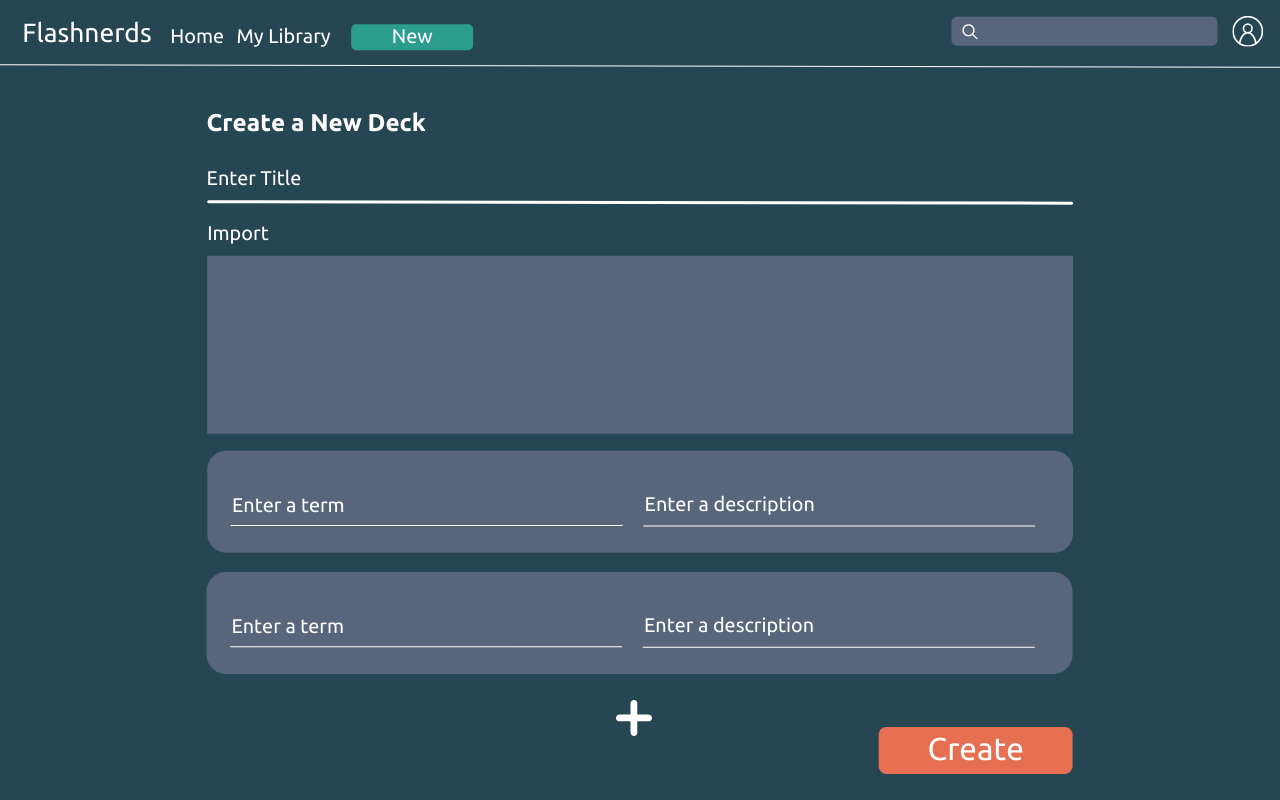 Flashnerds Home My Library New
Create a New Deck
Enter Title
Import
Enter a term Enter a description
Enter a term Enter a description
Create